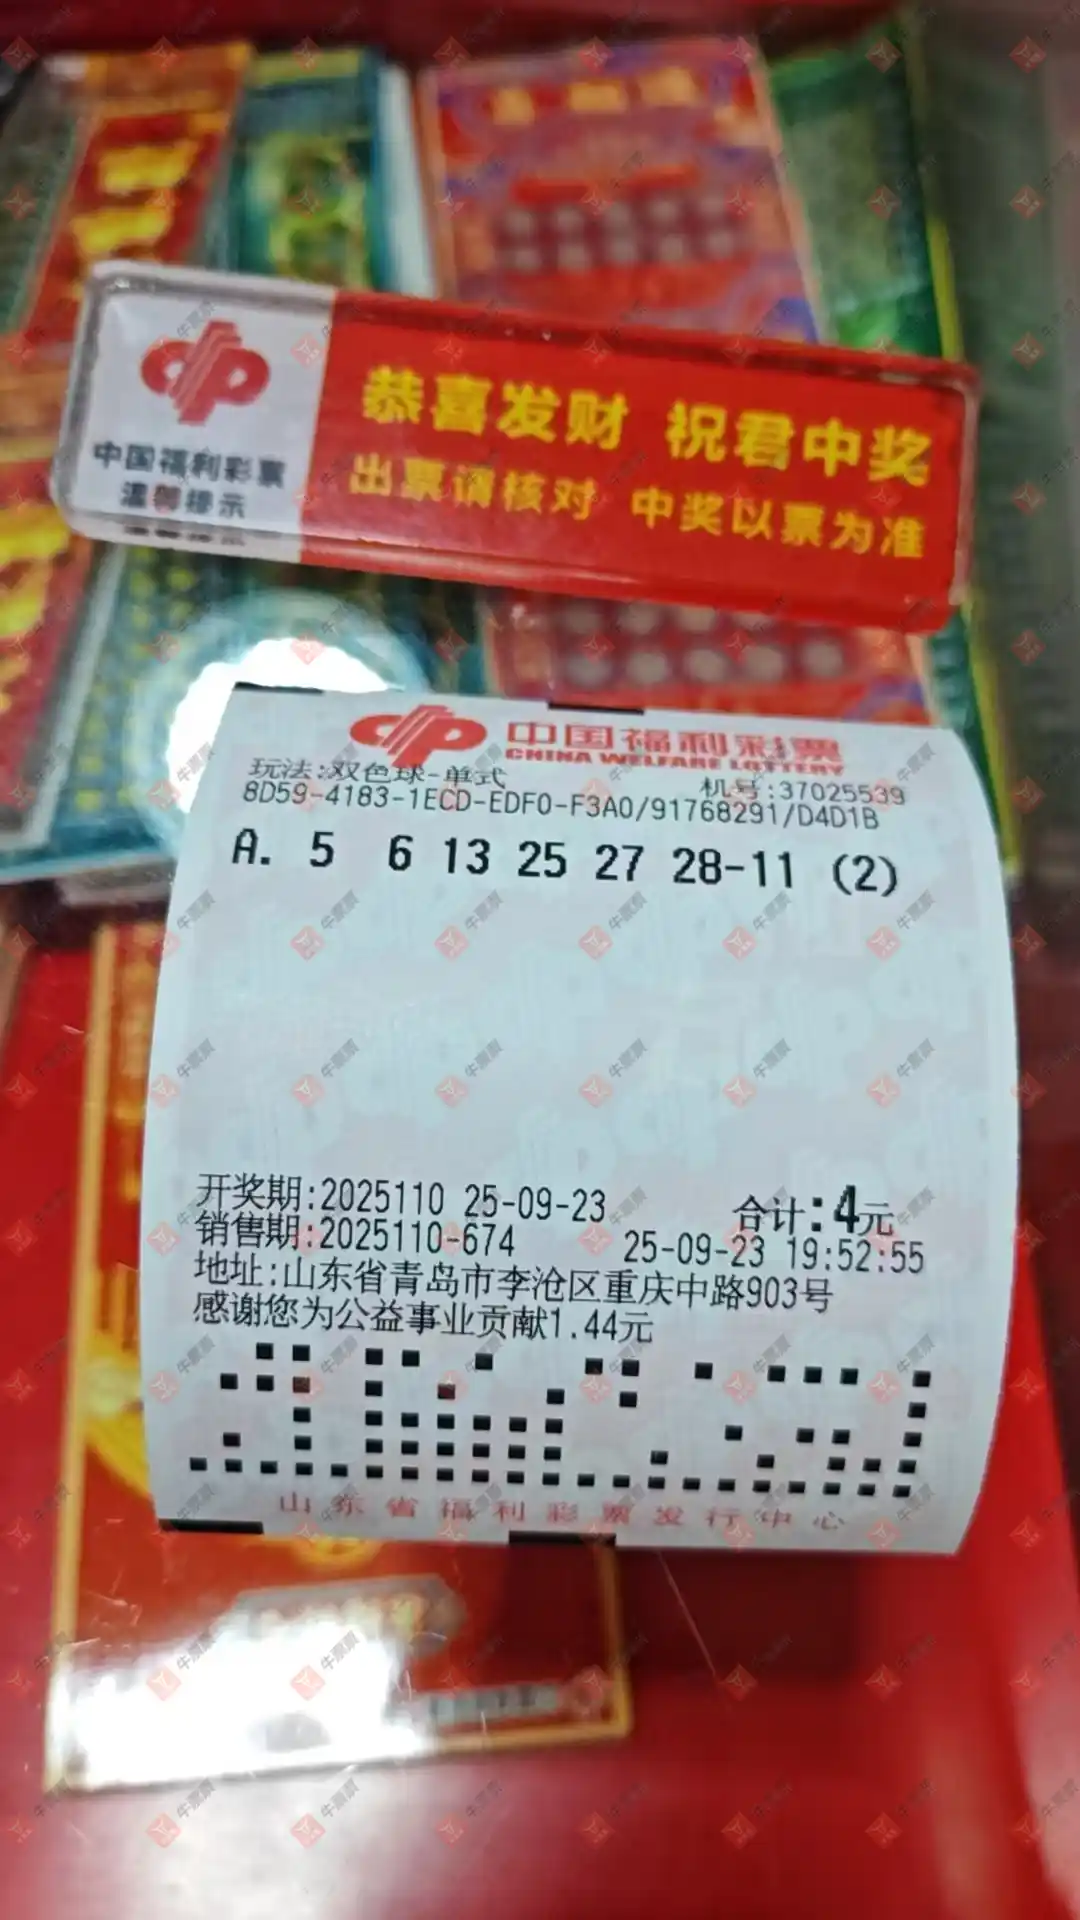 恭喜发财 祝君中奖
出票请核对 中奖以票为准
中国福利彩票
温馨提示
中国福利彩票
CHINA WELFARE LOTTERY
玩法:双色球-单式 机号:37025539
8D59-4183-1ECD-EDF0-F3A0/91768291/D4D1B
A. 5 6 13 25 27 28-11 (2)
开奖期:2025110 25-09-23 合计:4元
销售期:2025110-674 25-09-23 19:52:55
地址:山东省青岛市李沧区重庆中路903号
感谢您为公益事业贡献1.44元
山东省福利彩票发行中心
牛票票